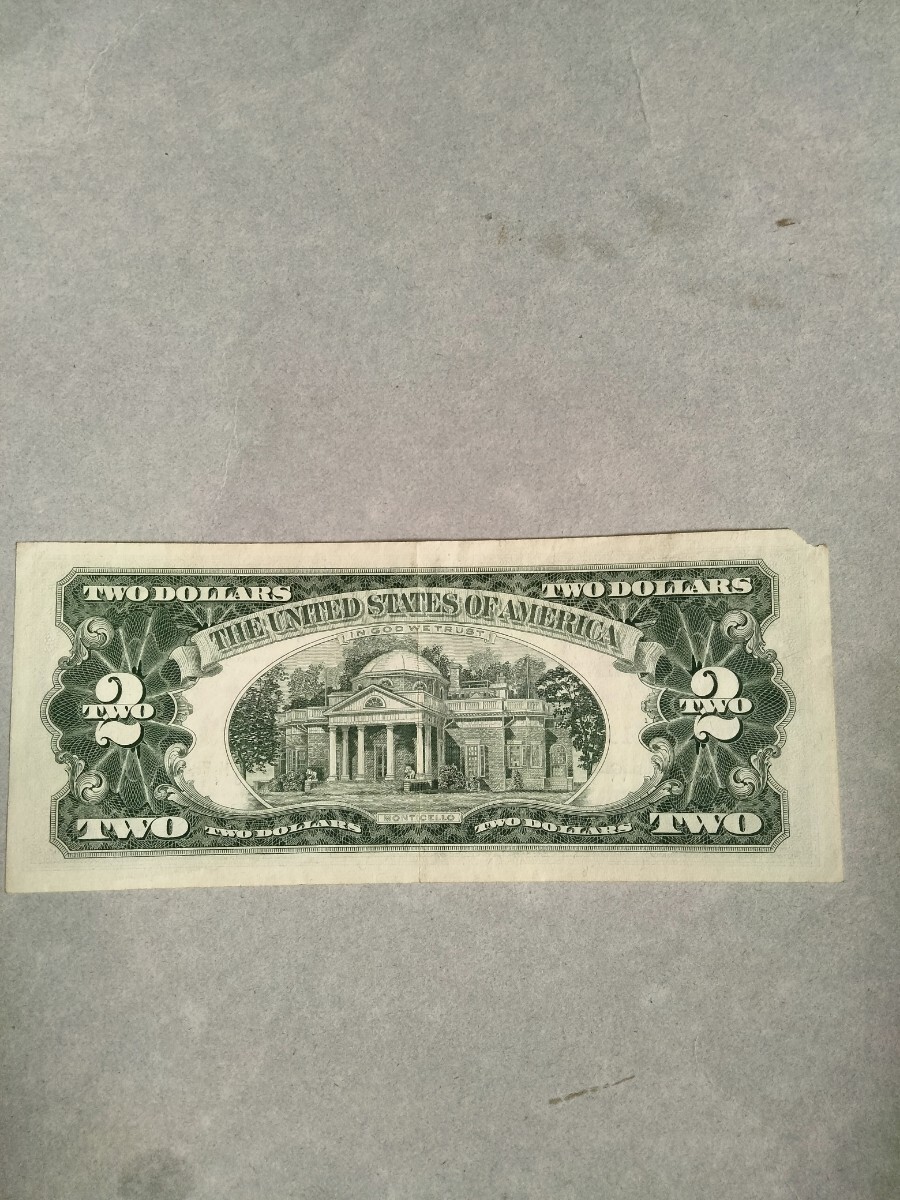 TWO DOLLARS TWO DOLLARS
THE UNITED STATES OF AMERICA
IN GOD WE TRUST
2 2
TWO TWO
MONTICELLO
TWO TWO DOLLARS TWO DOLLARS TWO